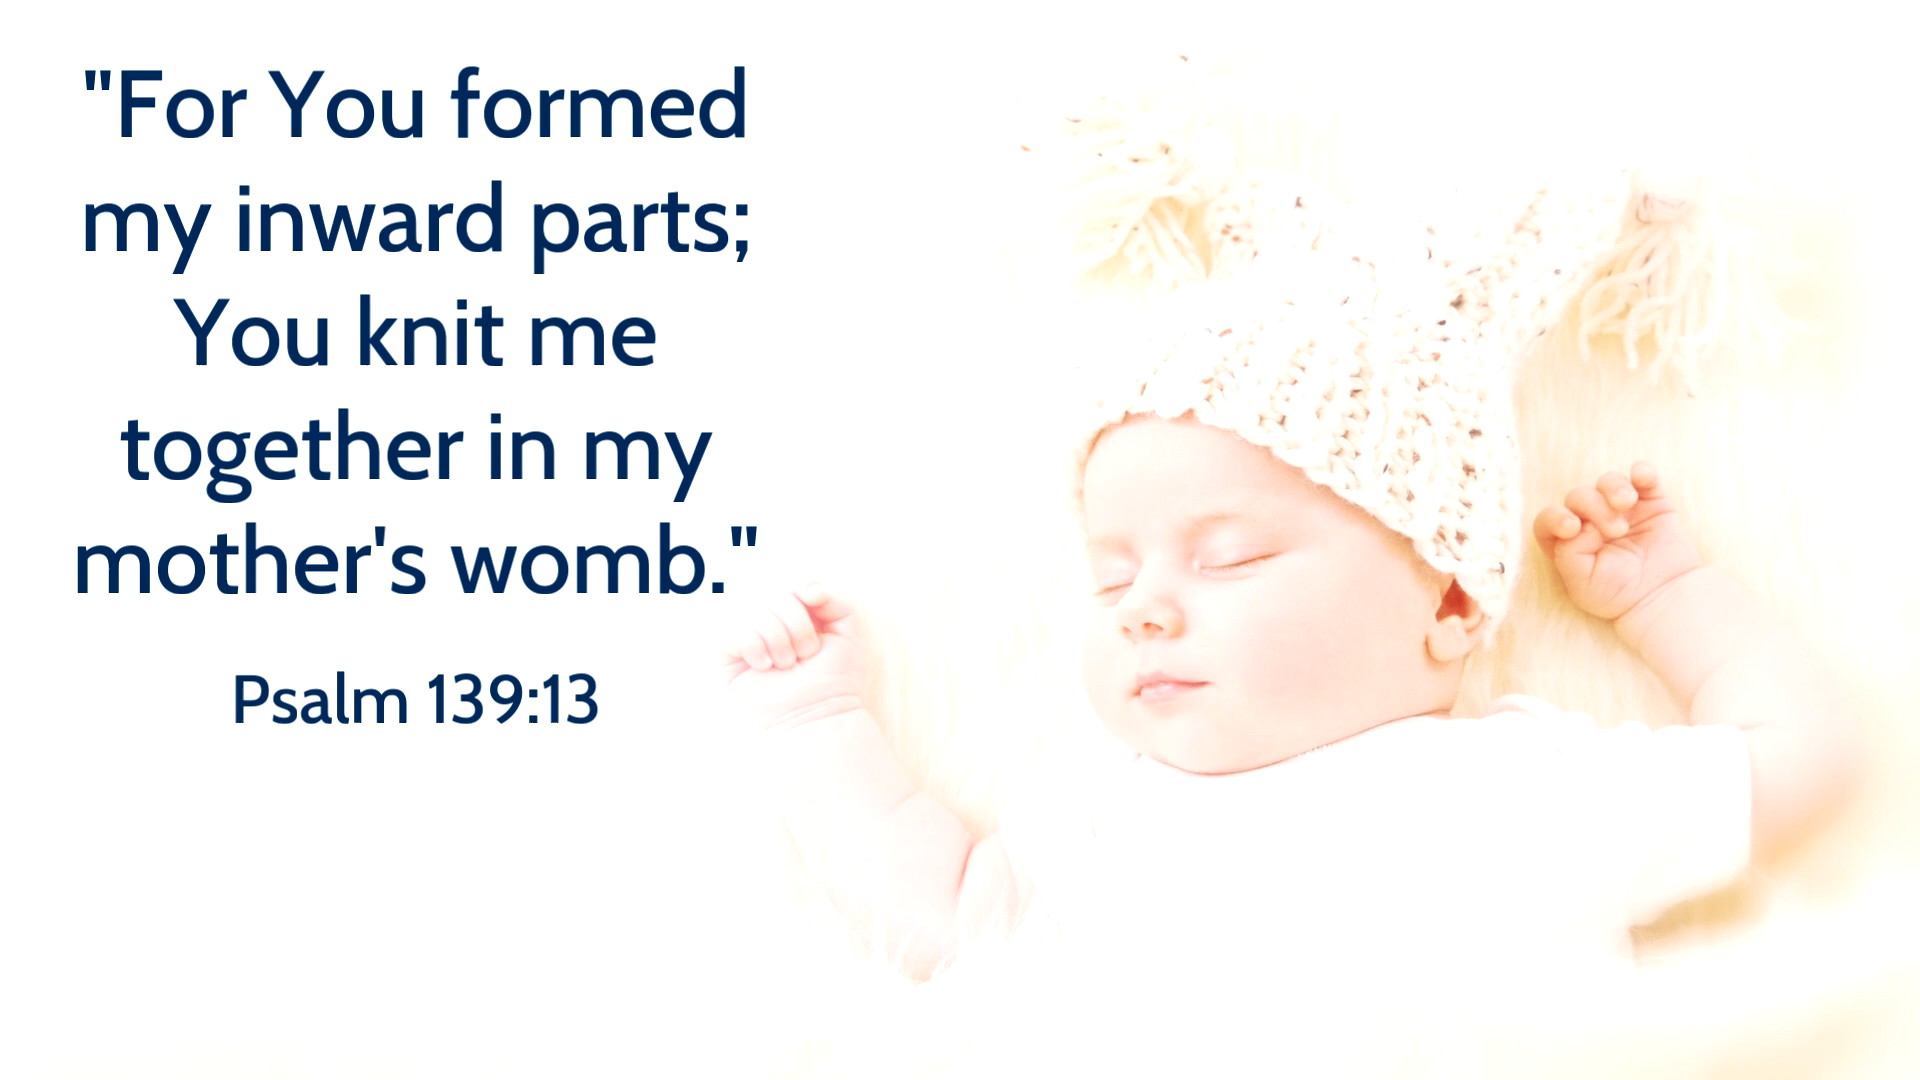 "For You formed
my inward parts;
You knit me
together in my
mother's womb."
Psalm 139:13